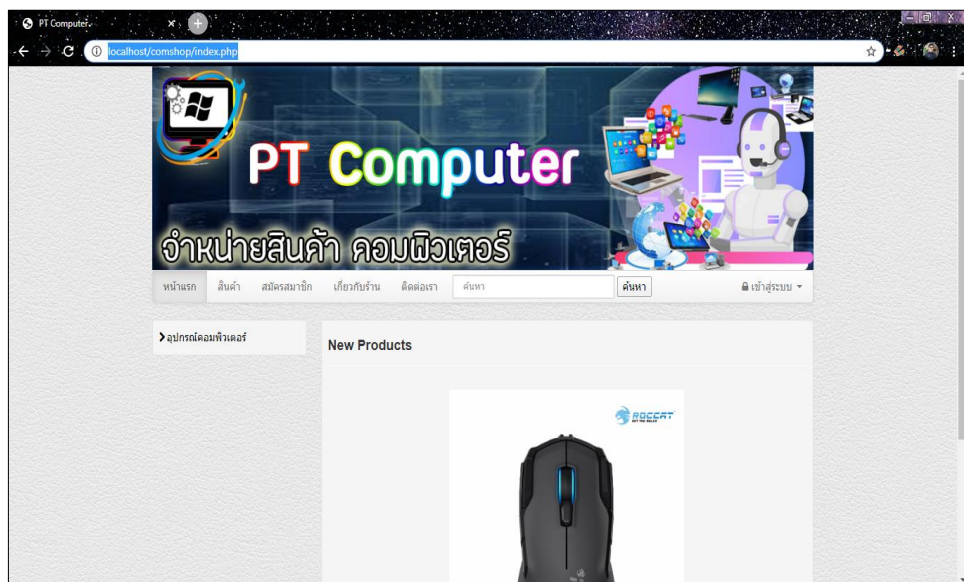 PT Computer
localhost/comshop/index.php
PT Computer
จำหน่ายสินค้า คอมพิวเตอร์
หน้าแรก สินค้า สมัครสมาชิก เกี่ยวกับร้าน ติดต่อเรา ค้นหา ค้นหา เข้าสู่ระบบ
อุปกรณ์คอมพิวเตอร์
New Products
ROCCAT